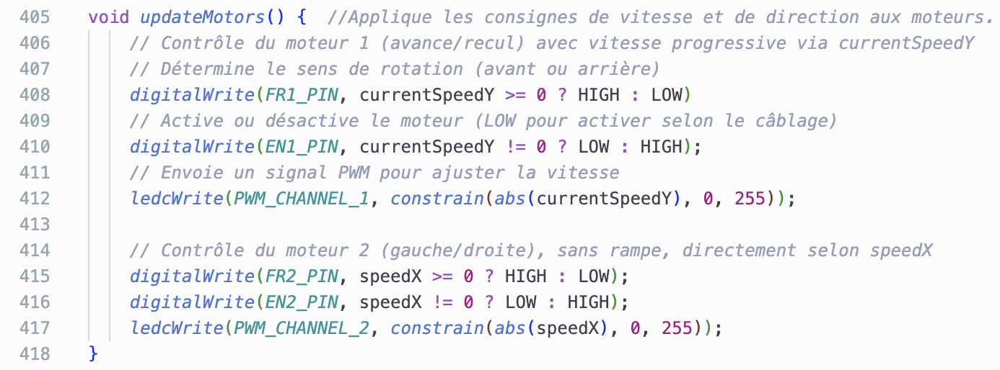 405 void updateMotors() {  //Applique les consignes de vitesse et de direction aux moteurs.
406 // Contrôle du moteur 1 (avance/recul) avec vitesse progressive via currentSpeedY
407 // Détermine le sens de rotation (avant ou arrière)
408 digitalWrite(FR1_PIN, currentSpeedY >= 0 ? HIGH : LOW)
409 // Active ou désactive le moteur (LOW pour activer selon le câblage)
410 digitalWrite(EN1_PIN, currentSpeedY != 0 ? LOW : HIGH);
411 // Envoie un signal PWM pour ajuster la vitesse
412 ledcWrite(PWM_CHANNEL_1, constrain(abs(currentSpeedY), 0, 255));
413
414 // Contrôle du moteur 2 (gauche/droite), sans rampe, directement selon speedX
415 digitalWrite(FR2_PIN, speedX >= 0 ? HIGH : LOW);
416 digitalWrite(EN2_PIN, speedX != 0 ? LOW : HIGH);
417 ledcWrite(PWM_CHANNEL_2, constrain(abs(speedX), 0, 255));
418 }